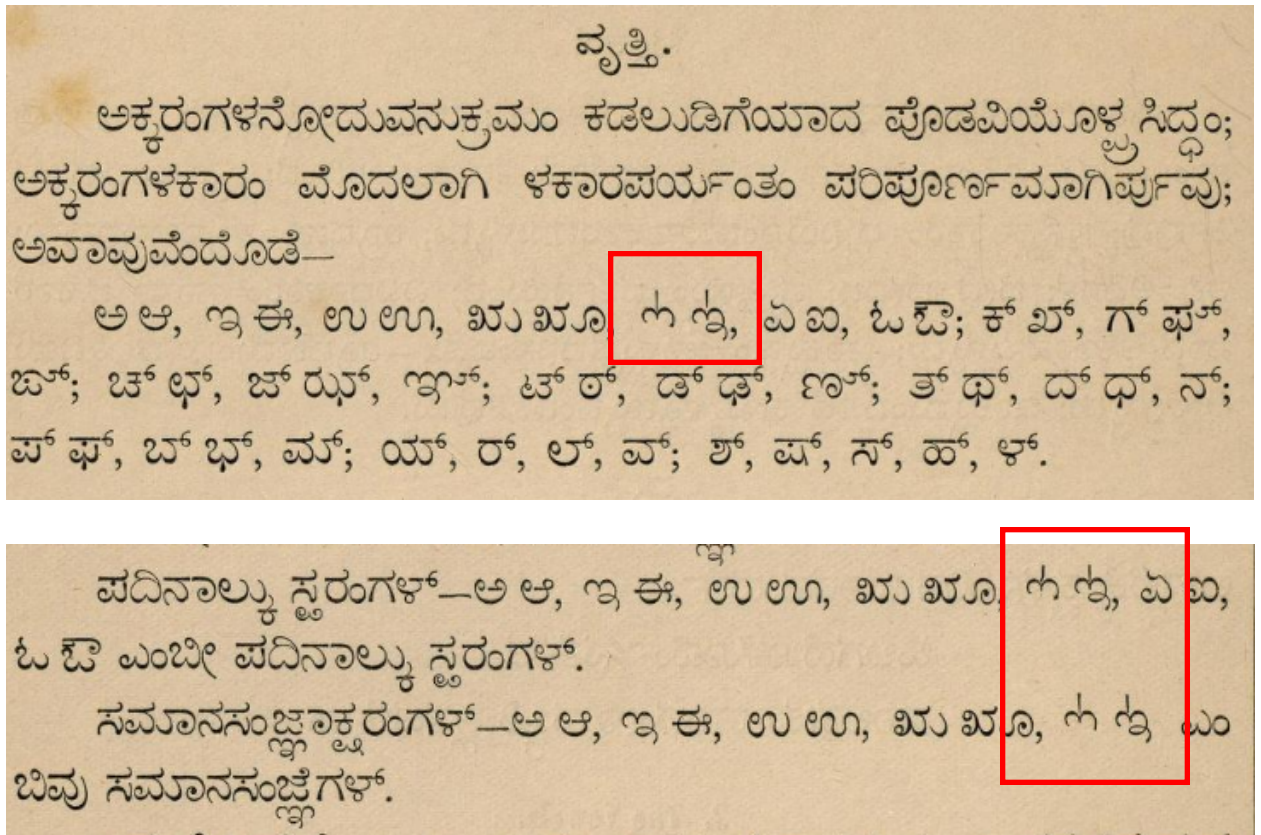 ವೃತ್ತಿ.
ಅಕ್ಕರಂಗಳನೋದುವನುಕ್ರಮಂ ಕಡಲುಡಿಗೆಯಾದ ಪೊಡವಿಯೊಳ್ಪ್ರಸಿದ್ಧಂ;
ಅಕ್ಕರಂಗಳಕಾರಂ ಮೊದಲಾಗಿ ಳಕಾರಪರ್ಯಂತಂ ಪರಿಪೂರ್ಣಮಾಗಿರ್ಪುವು;
ಅವಾವುವೆಂದೊಡೆ—
ಅ ಆ, ಇ ಈ, ಉ ಊ, ಋ ೠ, ಌ ೡ, ಏ ಐ, ಓ ಔ; ಕ್ ಖ್, ಗ್ ಘ್,
ಙ್; ಚ್ ಛ್, ಜ್ ಝ್, ಞ್; ಟ್ ಠ್, ಡ್ ಢ್, ಣ್; ತ್ ಥ್, ದ್ ಧ್, ನ್;
ಪ್ ಫ್, ಬ್ ಭ್, ಮ್; ಯ್, ರ್, ಲ್, ವ್; ಶ್, ಷ್, ಸ್, ಹ್, ಳ್.
ಪದಿನಾಲ್ಕು ಸ್ವರಂಗಳ್—ಅ ಆ, ಇ ಈ, ಉ ಊ, ಋ ೠ, ಌ ೡ, ಏ ಐ,
ಓ ಔ ಎಂಬೀ ಪದಿನಾಲ್ಕು ಸ್ವರಂಗಳ್.
ಸಮಾನಸಂಜ್ಞಾಕ್ಷರಂಗಳ್—ಅ ಆ, ಇ ಈ, ಉ ಊ, ಋ ೠ, ಌ ೡ ಎಂ
ಬಿವು ಸಮಾನಸಂಜ್ಞೆಗಳ್.